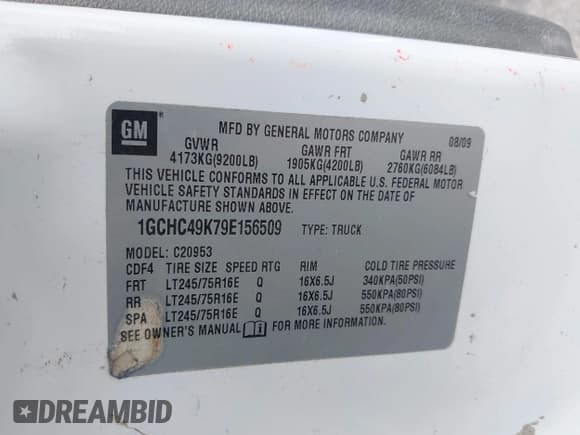 GM ®
MFD BY GENERAL MOTORS COMPANY 08/09
GVWR GAWR FRT GAWR RR
4173KG(9200LB) 1905KG(4200LB) 2760KG(6084LB)
THIS VEHICLE CONFORMS TO ALL APPLICABLE U.S. FEDERAL MOTOR
VEHICLE SAFETY STANDARDS IN EFFECT ON THE DATE OF
MANUFACTURE SHOWN ABOVE.
1GCHC49K79E156509 TYPE: TRUCK
MODEL: C20953
CDF4 TIRE SIZE SPEED RTG RIM COLD TIRE PRESSURE
FRT LT245/75R16E Q 16X6.5J 340KPA(50PSI)
RR LT245/75R16E Q 16X6.5J 550KPA(80PSI)
SPA LT245/75R16E Q 16X6.5J 550KPA(80PSI)
SEE OWNER'S MANUAL FOR MORE INFORMATION.
DREAMBID